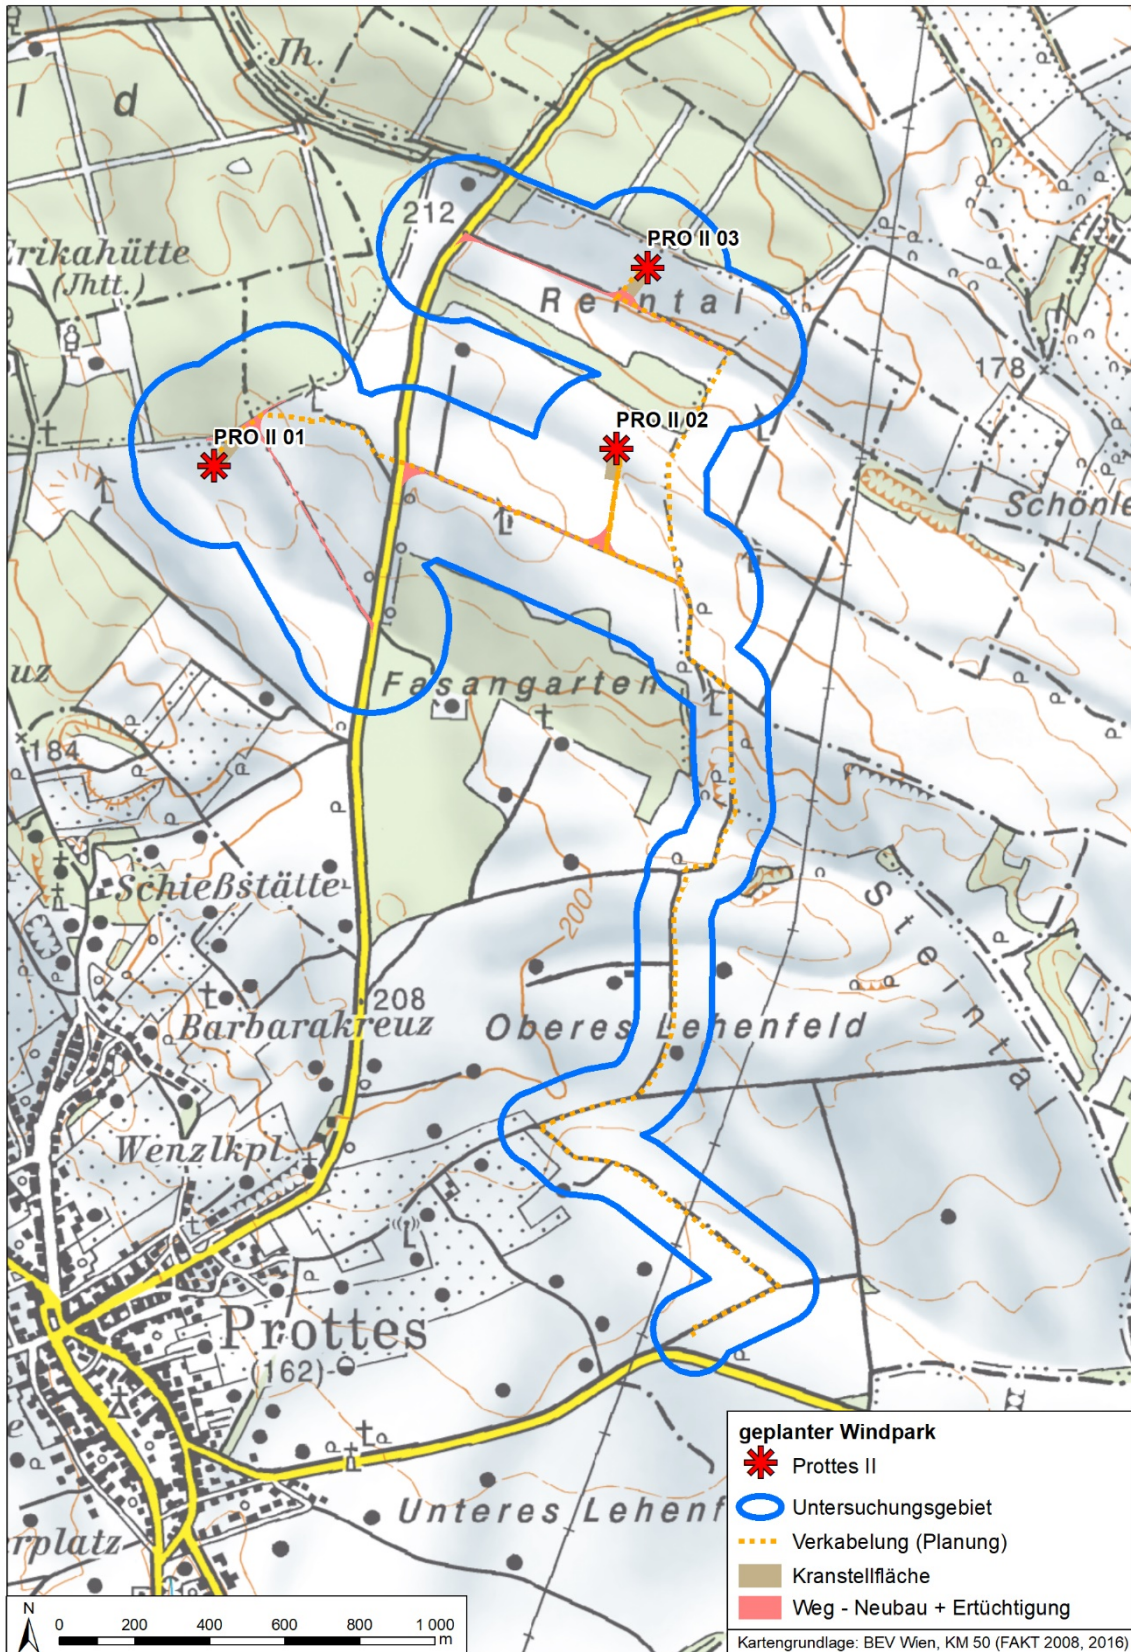 Jh.
l d
212
PRO II 03
Erikahütte
(Jhtt.)
Reintal
178
PRO II 02
PRO II 01
Schönle
uz
Fasangarten
184
Schießstätte
200
Steintal
208
Barbarakreuz
Oberes Lehenfeld
Wenzlkpl.
Prottes
(162)
Unteres Lehenf
rplatz
geplanter Windpark
Prottes II
Untersuchungsgebiet
Verkabelung (Planung)
Kranstellfläche
Weg - Neubau + Ertüchtigung
N
0 200 400 600 800 1 000
m
Kartengrundlage: BEV Wien, KM 50 (FAKT 2008, 2016)